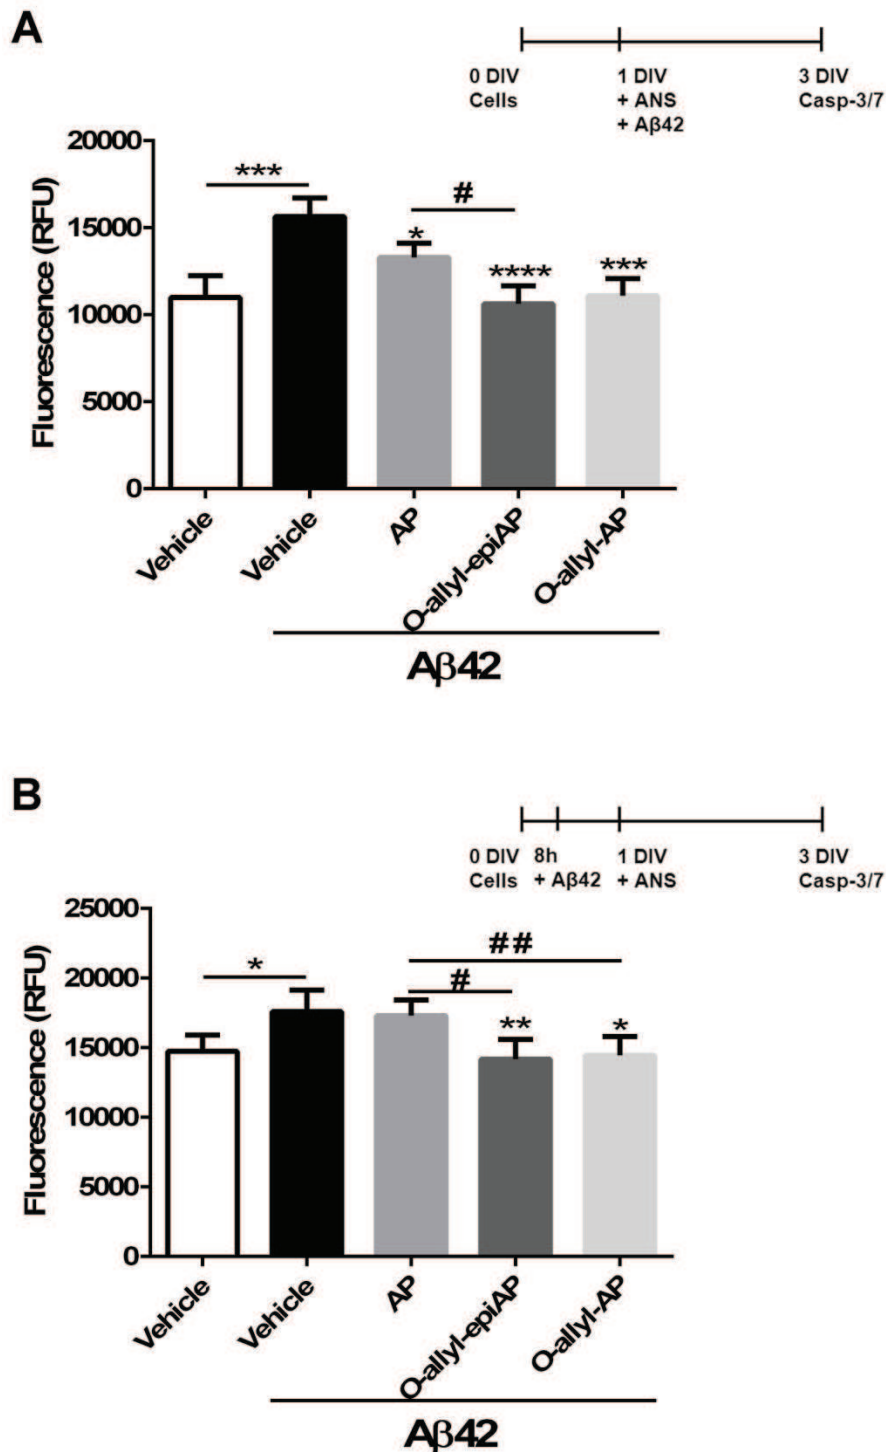 A
0 DIV 1 DIV 3 DIV
Cells + ANS Casp-3/7
+ Aβ42
Fluorescence (RFU)
20000
15000
10000
5000
0
***
#
*
****
***
Vehicle Vehicle AP O-allyl-epiAP O-allyl-AP
Aβ42
B
0 DIV 8h 1 DIV 3 DIV
Cells + Aβ42 + ANS Casp-3/7
Fluorescence (RFU)
25000
20000
15000
10000
5000
0
##
*
#
**
*
Vehicle Vehicle AP O-allyl-epiAP O-allyl-AP
Aβ42